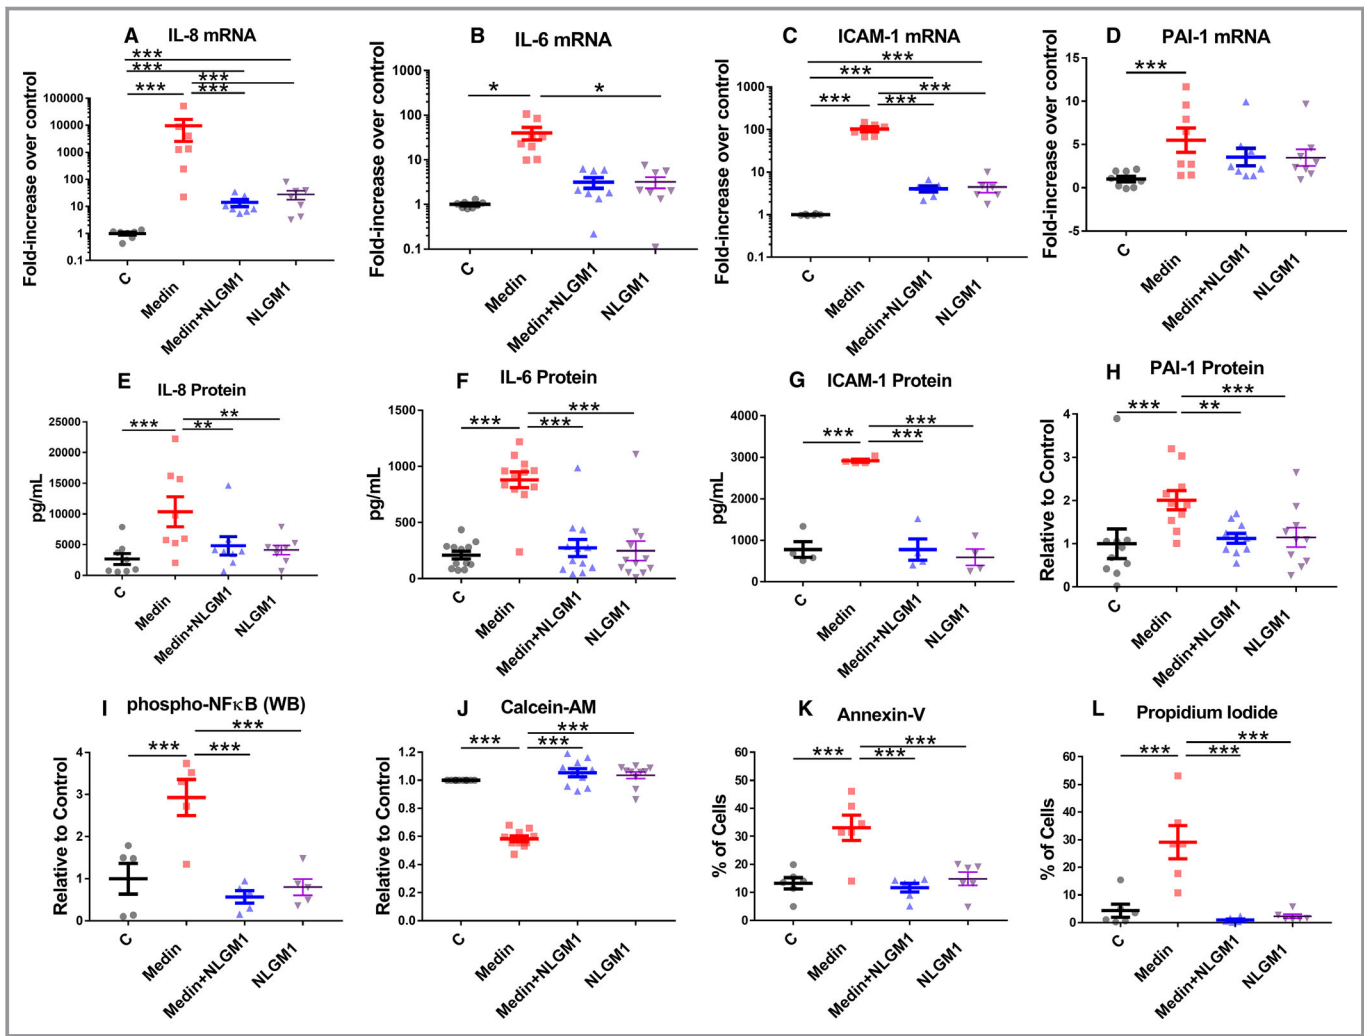 A IL-8 mRNA
***
***
***
*** ***
Fold-increase over control
100000
10000
1000
100
10
1
0.1
C
Medin
Medin+NLGM1
NLGM1
B IL-6 mRNA
* *
Fold-increase over control
1000
100
10
1
0.1
C
Medin
Medin+NLGM1
NLGM1
C ICAM-1 mRNA
***
***
***
*** ***
Fold-increase over control
1000
100
10
1
0.1
C
Medin
Medin+NLGM1
NLGM1
D PAI-1 mRNA
***
Fold-increase over control
15
10
5
0
-5
C
Medin
Medin+NLGM1
NLGM1
E IL-8 Protein
**
*** **
pg/mL
25000
20000
15000
10000
5000
0
C
Medin
Medin+NLGM1
NLGM1
F IL-6 Protein
***
*** ***
pg/mL
1500
1000
500
0
C
Medin
Medin+NLGM1
NLGM1
G ICAM-1 Protein
***
*** ***
pg/mL
4000
3000
2000
1000
0
C
Medin
Medin+NLGM1
NLGM1
H PAI-1 Protein
***
*** **
Relative to Control
4
3
2
1
0
C
Medin
Medin+NLGM1
NLGM1
I phospho-NFκB (WB)
***
*** ***
Relative to Control
4
3
2
1
0
C
Medin
Medin+NLGM1
NLGM1
J Calcein-AM
***
*** ***
Relative to Control
1.2
1.0
0.8
0.6
0.4
0.2
0.0
C
Medin
Medin+NLGM1
NLGM1
K Annexin-V
***
*** ***
% of Cells
60
50
40
30
20
10
0
C
Medin
Medin+NLGM1
NLGM1
L Propidium Iodide
***
*** ***
% of Cells
60
50
40
30
20
10
0
C
Medin
Medin+NLGM1
NLGM1